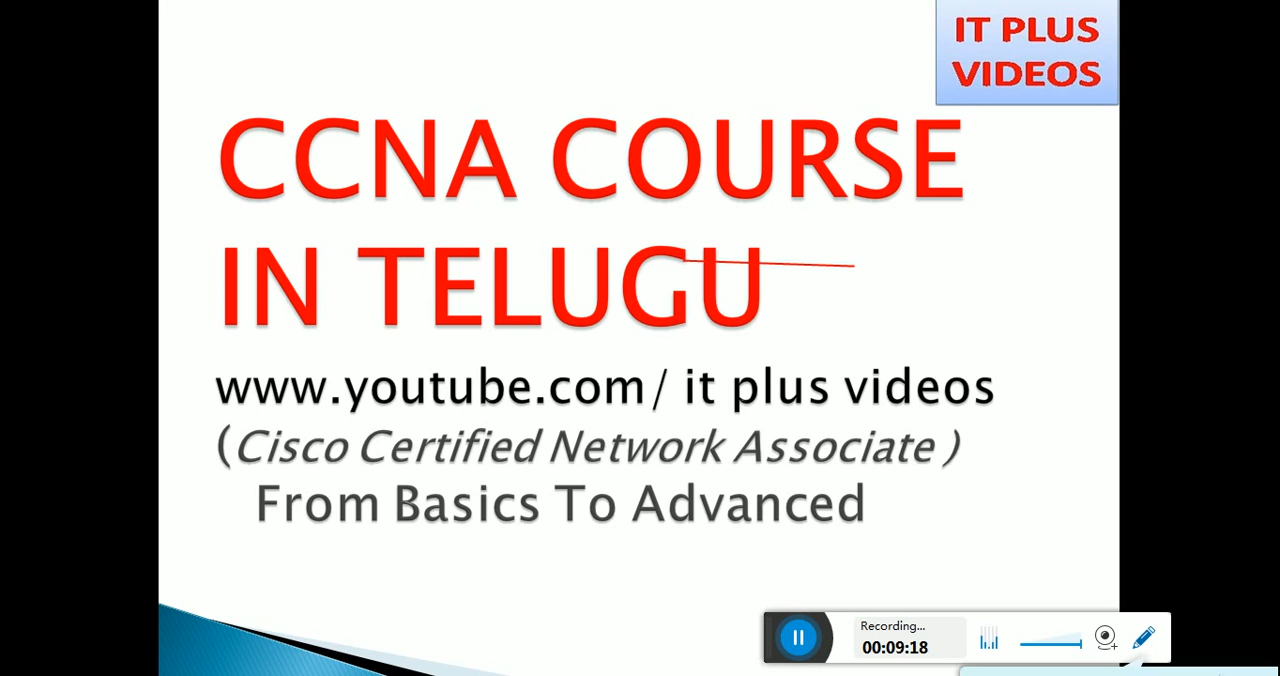 IT PLUS
VIDEOS
CCNA COURSE
IN TELUGU
www.youtube.com/ it plus videos
(Cisco Certified Network Associate )
From Basics To Advanced
Recording...
00:09:18